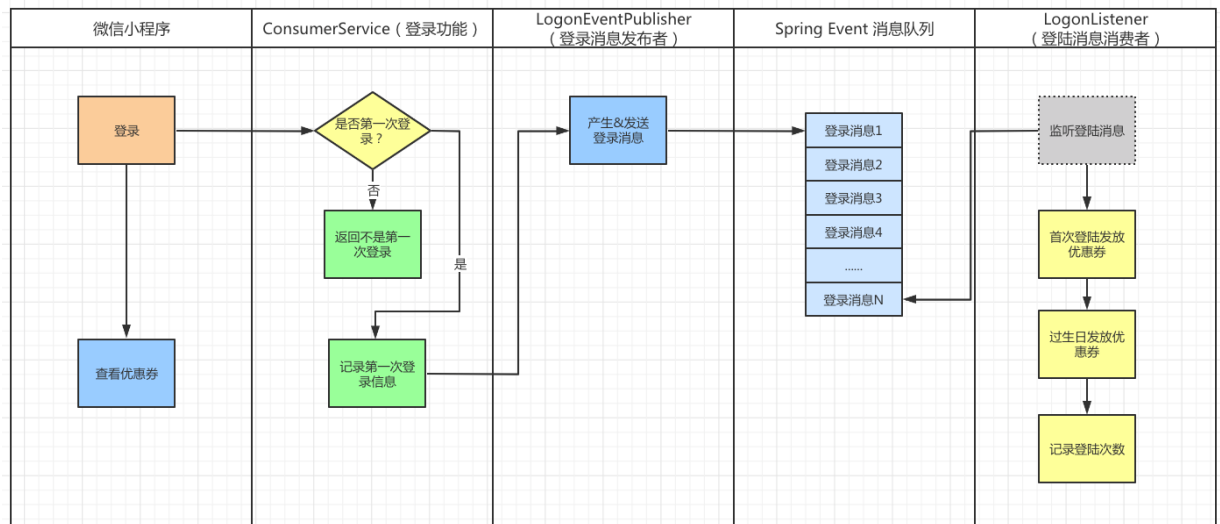 微信小程序
ConsumerService（登录功能）
LogonEventPublisher
（登录消息发布者）
Spring Event 消息队列
LogonListener
（登陆消息消费者）
登录
查看优惠券
是否第一次登
录？
否
返回不是第一
次登录
是
记录第一次登
录信息
产生&发送
登录消息
登录消息1
登录消息2
登录消息3
登录消息4
......
登录消息N
监听登陆消息
首次登陆发放
优惠券
过生日发放优
惠券
记录登陆次数